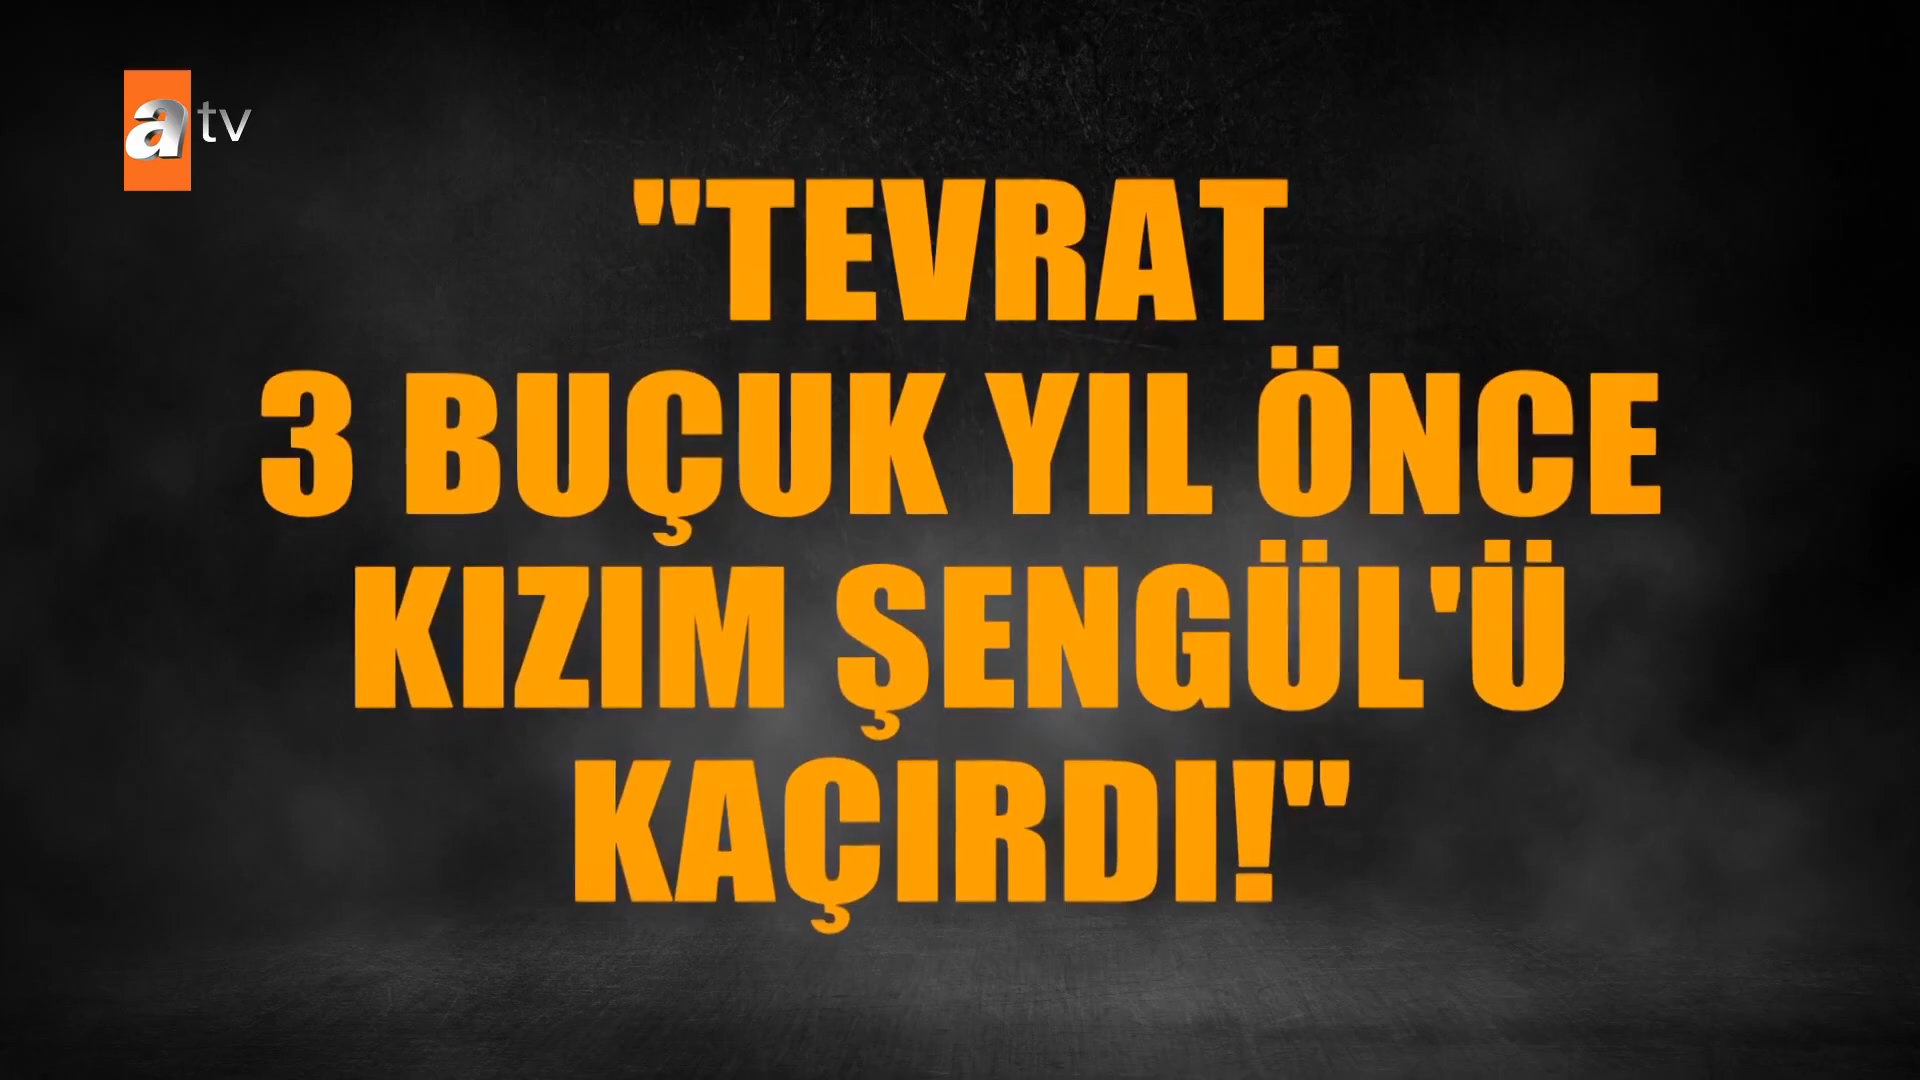 atv
"TEVRAT
3 BUÇUK YIL ÖNCE
KIZIM ŞENGÜL'Ü
KAÇIRDI!"